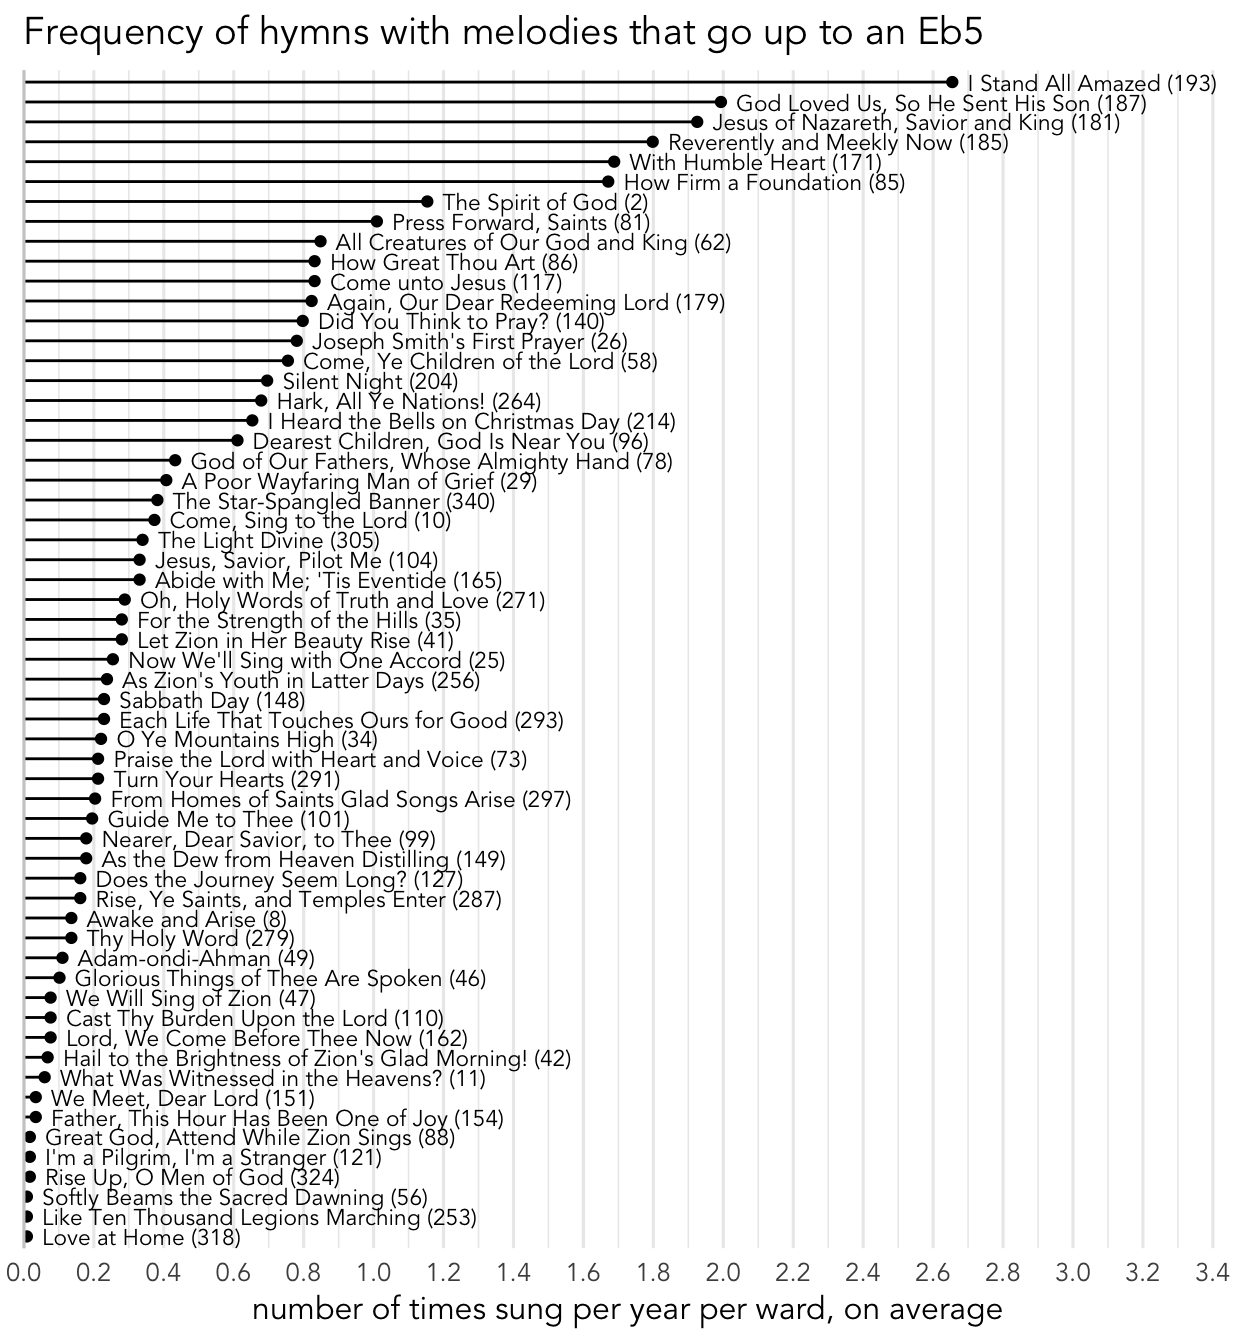 Frequency of hymns with melodies that go up to an Eb5
I Stand All Amazed (193)
God Loved Us, So He Sent His Son (187)
Jesus of Nazareth, Savior and King (181)
Reverently and Meekly Now (185)
With Humble Heart (171)
How Firm a Foundation (85)
The Spirit of God (2)
Press Forward, Saints (81)
All Creatures of Our God and King (62)
How Great Thou Art (86)
Come unto Jesus (117)
Again, Our Dear Redeeming Lord (179)
Did You Think to Pray? (140)
Joseph Smith's First Prayer (26)
Come, Ye Children of the Lord (58)
Silent Night (204)
Hark, All Ye Nations! (264)
I Heard the Bells on Christmas Day (214)
Dearest Children, God Is Near You (96)
God of Our Fathers, Whose Almighty Hand (78)
A Poor Wayfaring Man of Grief (29)
The Star-Spangled Banner (340)
Come, Sing to the Lord (10)
The Light Divine (305)
Jesus, Savior, Pilot Me (104)
Abide with Me; 'Tis Eventide (165)
Oh, Holy Words of Truth and Love (271)
For the Strength of the Hills (35)
Let Zion in Her Beauty Rise (41)
Now We'll Sing with One Accord (25)
As Zion's Youth in Latter Days (256)
Sabbath Day (148)
Each Life That Touches Ours for Good (293)
O Ye Mountains High (34)
Praise the Lord with Heart and Voice (73)
Turn Your Hearts (291)
From Homes of Saints Glad Songs Arise (297)
Guide Me to Thee (101)
Nearer, Dear Savior, to Thee (99)
As the Dew from Heaven Distilling (149)
Does the Journey Seem Long? (127)
Rise, Ye Saints, and Temples Enter (287)
Awake and Arise (8)
Thy Holy Word (279)
Adam-ondi-Ahman (49)
Glorious Things of Thee Are Spoken (46)
We Will Sing of Zion (47)
Cast Thy Burden Upon the Lord (110)
Lord, We Come Before Thee Now (162)
Hail to the Brightness of Zion's Glad Morning! (42)
What Was Witnessed in the Heavens? (11)
We Meet, Dear Lord (151)
Father, This Hour Has Been One of Joy (154)
Great God, Attend While Zion Sings (88)
I'm a Pilgrim, I'm a Stranger (121)
Rise Up, O Men of God (324)
Softly Beams the Sacred Dawning (56)
Like Ten Thousand Legions Marching (253)
Love at Home (318)
0.0 0.2 0.4 0.6 0.8 1.0 1.2 1.4 1.6 1.8 2.0 2.2 2.4 2.6 2.8 3.0 3.2 3.4
number of times sung per year per ward, on average